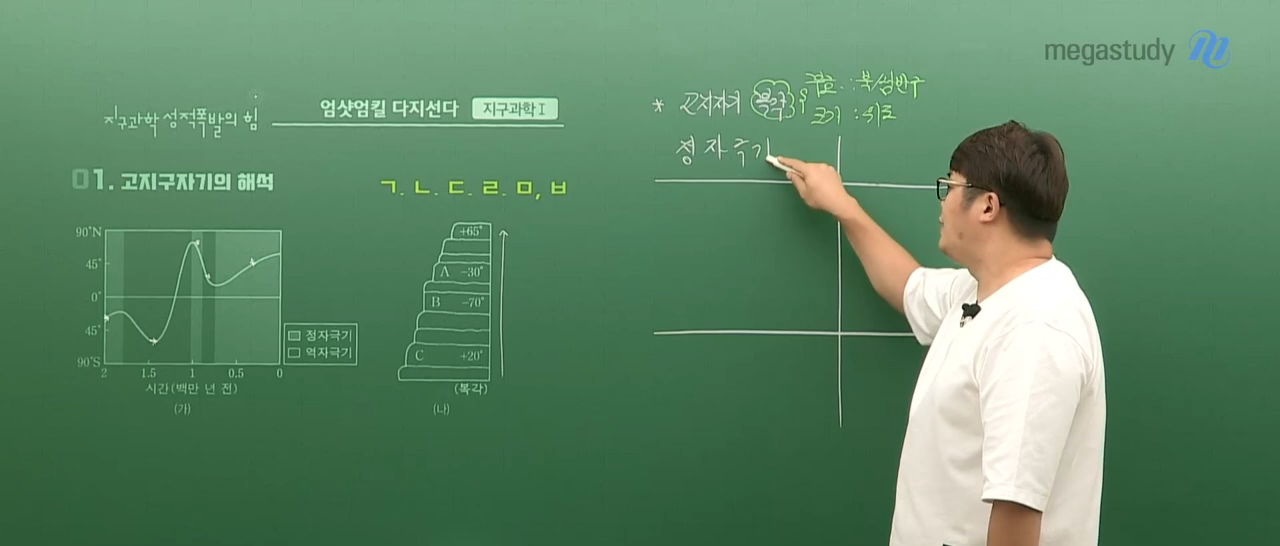 megastudy
지구과학 성적폭발의 힘
엄샷엄킬 다지선다 지구과학Ⅰ
01. 고지구자기의 해석
ㄱ. ㄴ. ㄷ. ㄹ. ㅁ, ㅂ
90°N
45°
0°
45°
90°S
2 1.5 1 0.5 0
시간(백만 년 전)
(가)
정자극기
역자극기
+65°
A -30°
B -70°
C +20°
(복각)
(나)
* 고지자기 복각
부호 : 북·남반구
크기 : 위도
정자극기